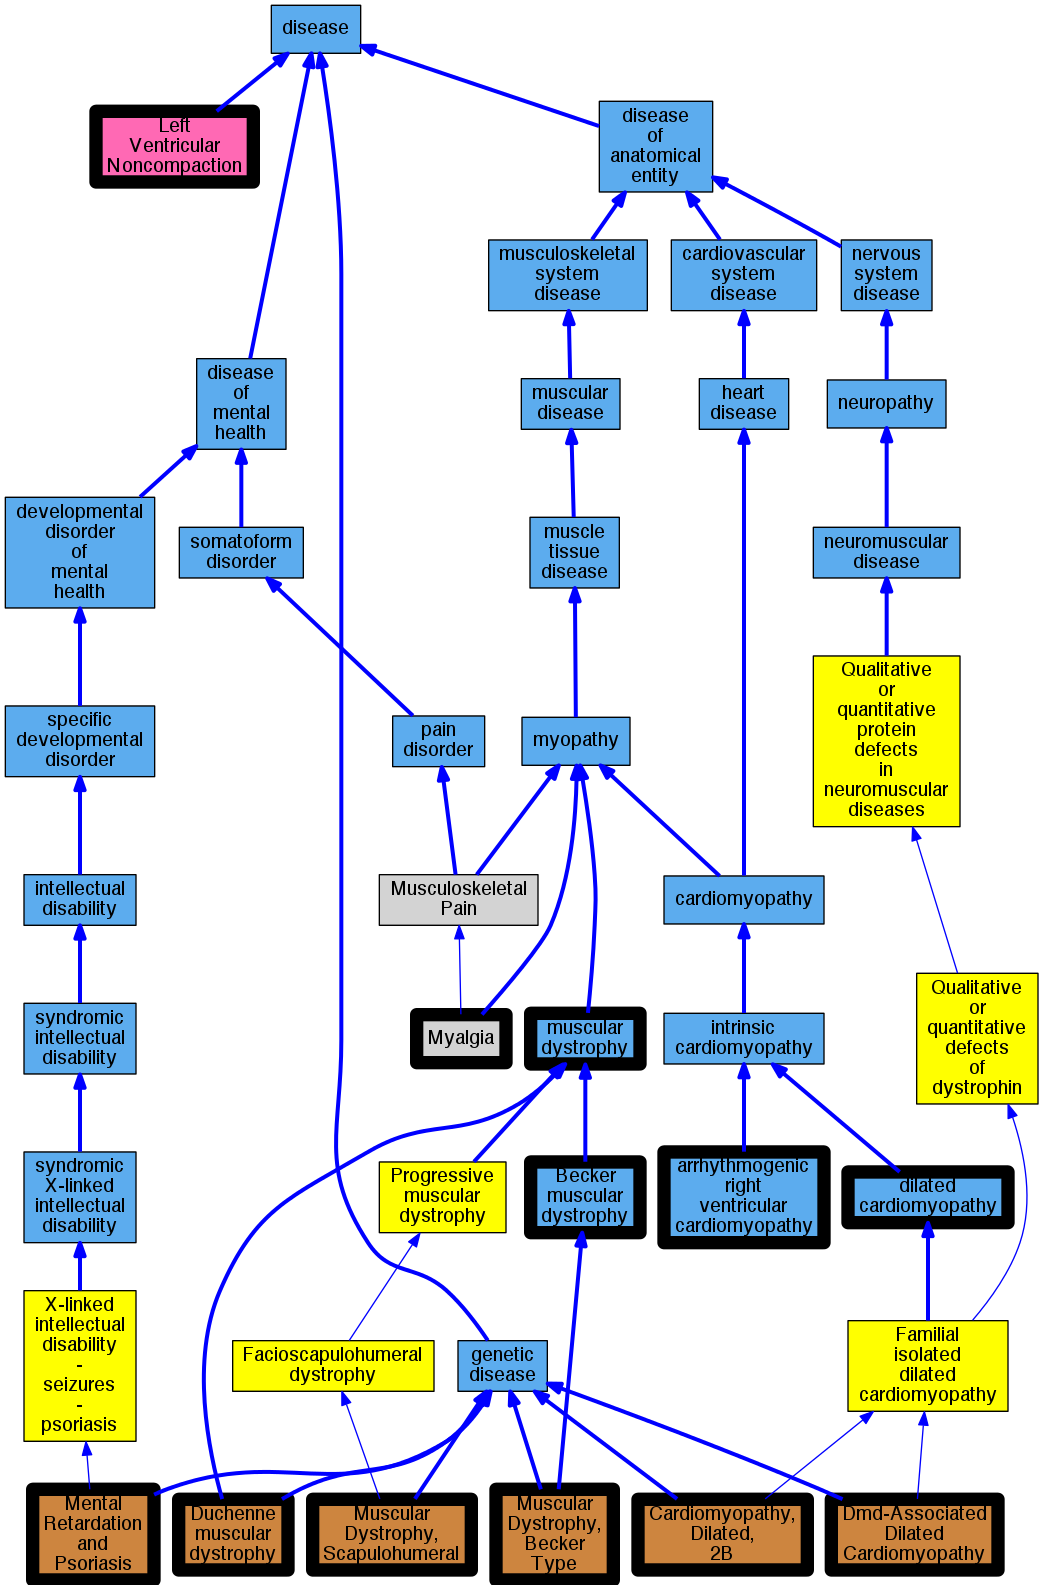 disease
Left
Ventricular
Noncompaction
disease
of
anatomical
entity
musculoskeletal
system
disease
cardiovascular
system
disease
nervous
system
disease
disease
of
mental
health
muscular
disease
heart
disease
neuropathy
developmental
disorder
of
mental
health
somatoform
disorder
muscle
tissue
disease
neuromuscular
disease
specific
developmental
disorder
pain
disorder
myopathy
Qualitative
or
quantitative
protein
defects
in
neuromuscular
diseases
intellectual
disability
Musculoskeletal
Pain
cardiomyopathy
syndromic
intellectual
disability
Myalgia
muscular
dystrophy
intrinsic
cardiomyopathy
Qualitative
or
quantitative
defects
of
dystrophin
syndromic
X-linked
intellectual
disability
Progressive
muscular
dystrophy
Becker
muscular
dystrophy
arrhythmogenic
right
ventricular
cardiomyopathy
dilated
cardiomyopathy
X-linked
intellectual
disability
-
seizures
-
psoriasis
Facioscapulohumeral
dystrophy
genetic
disease
Familial
isolated
dilated
cardiomyopathy
Mental
Retardation
and
Psoriasis
Duchenne
muscular
dystrophy
Muscular
Dystrophy,
Scapulohumeral
Muscular
Dystrophy,
Becker
Type
Cardiomyopathy,
Dilated,
2B
Dmd-Associated
Dilated
Cardiomyopathy